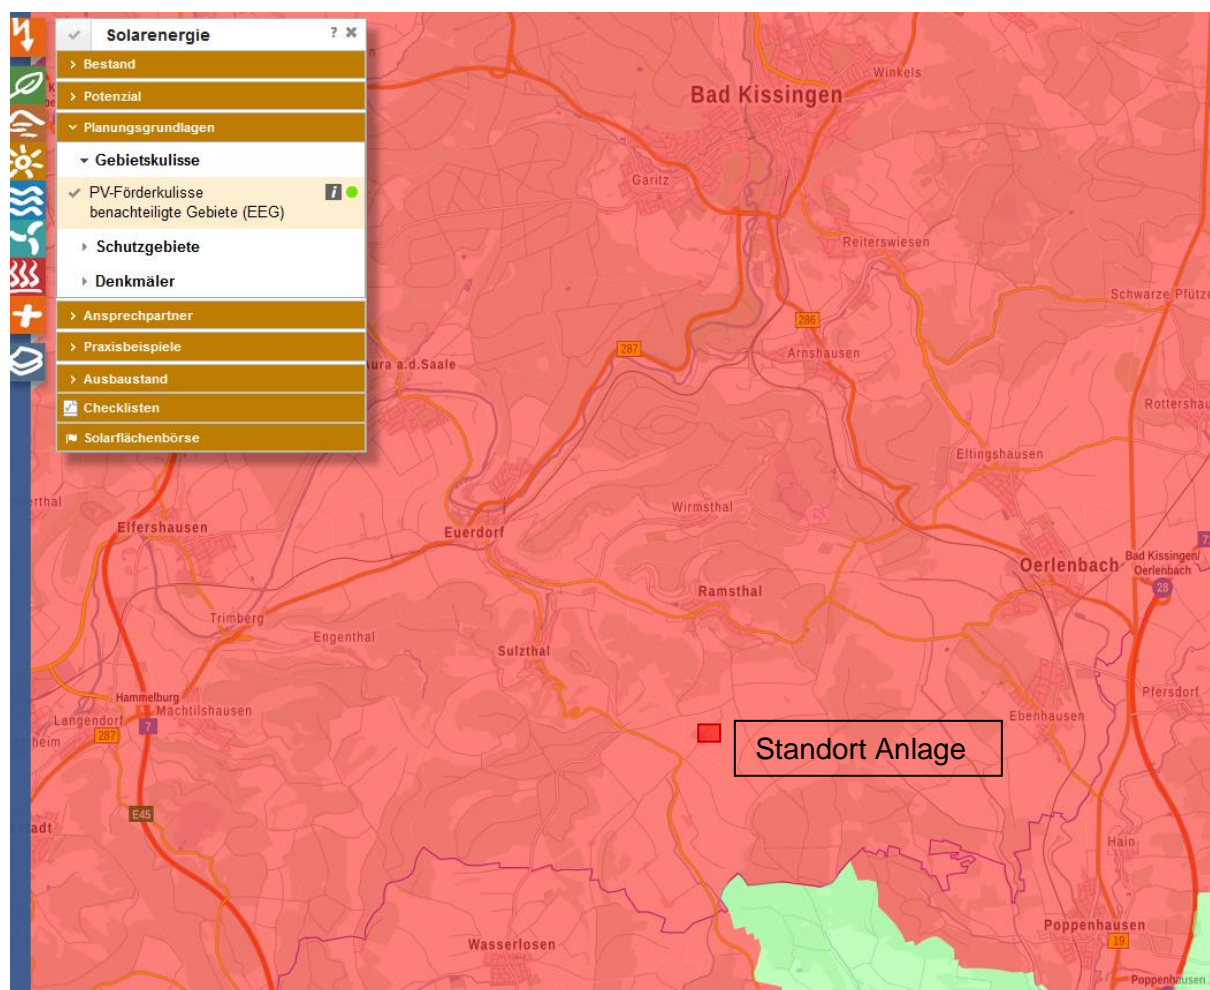 Solarenergie
?
Bestand
Potenzial
Planungsgrundlagen
Gebietskulisse
PV-Förderkulisse
benachteiligte Gebiete (EEG)
Schutzgebiete
Denkmäler
Ansprechpartner
Praxisbeispiele
Ausbaustand
Checklisten
Solarflächenbörse
Winkels
Bad Kissingen
Garitz
Reiterswiesen
Schwarze Pfütze
286
287
Arnshausen
Aura a.d.Saale
Eltingshausen
Wirmsthal
Elfershausen
Euerdorf
Oerlenbach
Bad Kissingen/
Oerlenbach
28
Ramsthal
Trimberg
Engenthal
Sulzthal
Hammelburg
Machtilshausen
Langendorf
7
287
Pfersdorf
Ebenhausen
Standort Anlage
E45
Hain
Poppenhausen
19
Wasserlosen
Poppenhausen